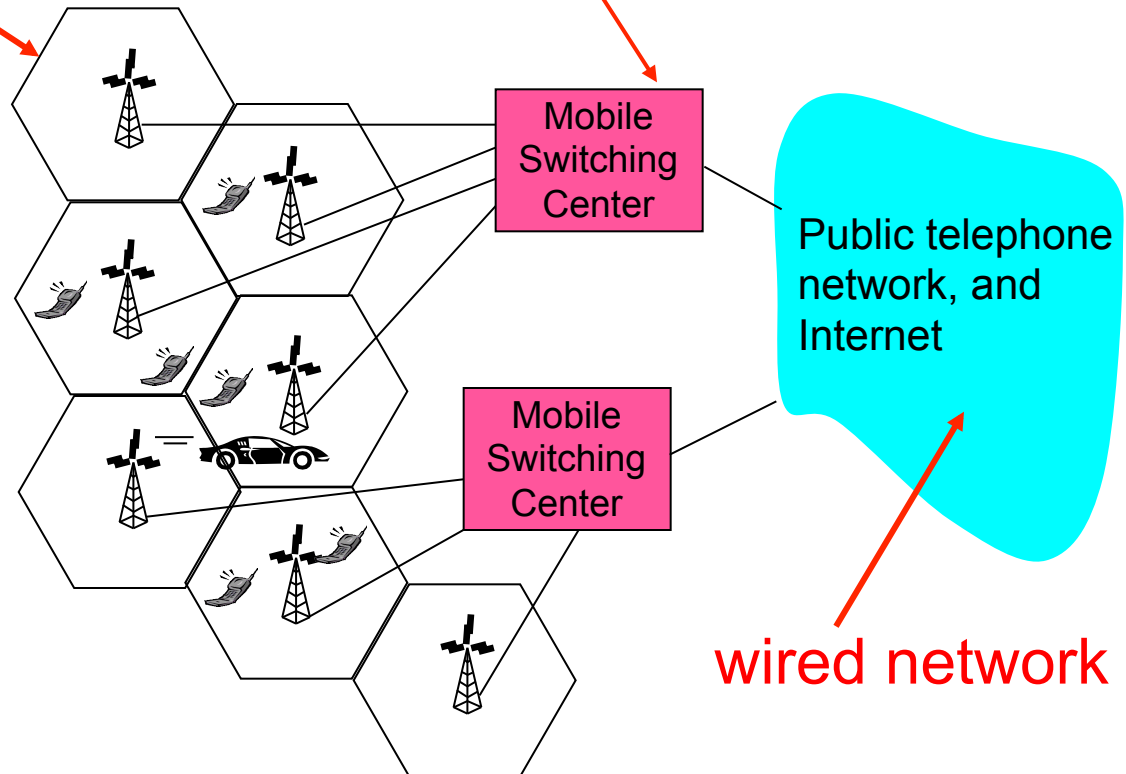 Mobile
Switching
Center
Public telephone
network, and
Internet
Mobile
Switching
Center
wired network